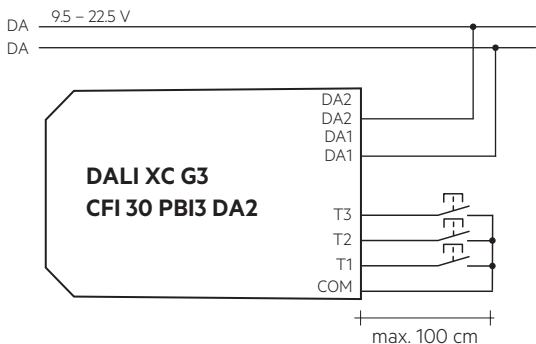 DA 9.5 – 22.5 V
DA
DA2
DA2
DA1
DA1
DALI XC G3
CFI 30 PBI3 DA2
T3
T2
T1
COM
max. 100 cm